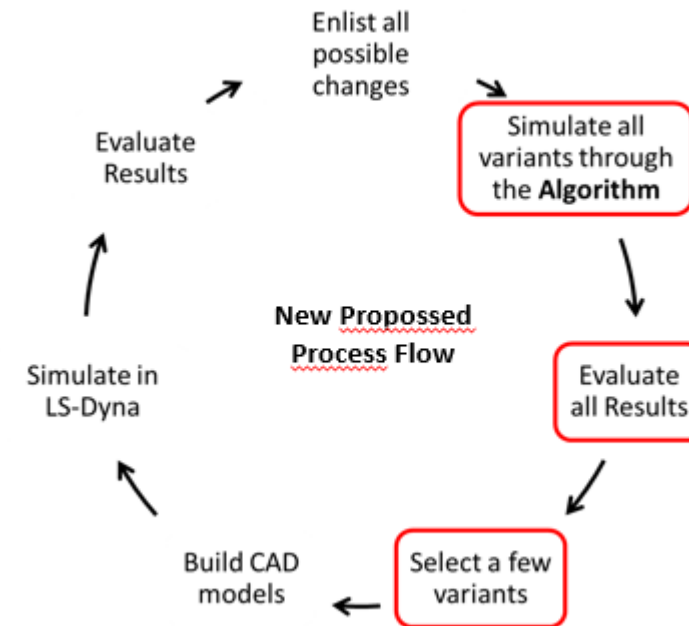 Enlist all
possible
changes
Simulate all
variants through
the Algorithm
Evaluate
all Results
Select a few
variants
Build CAD
models
Simulate in
LS-Dyna
Evaluate
Results
New Propossed
Process Flow